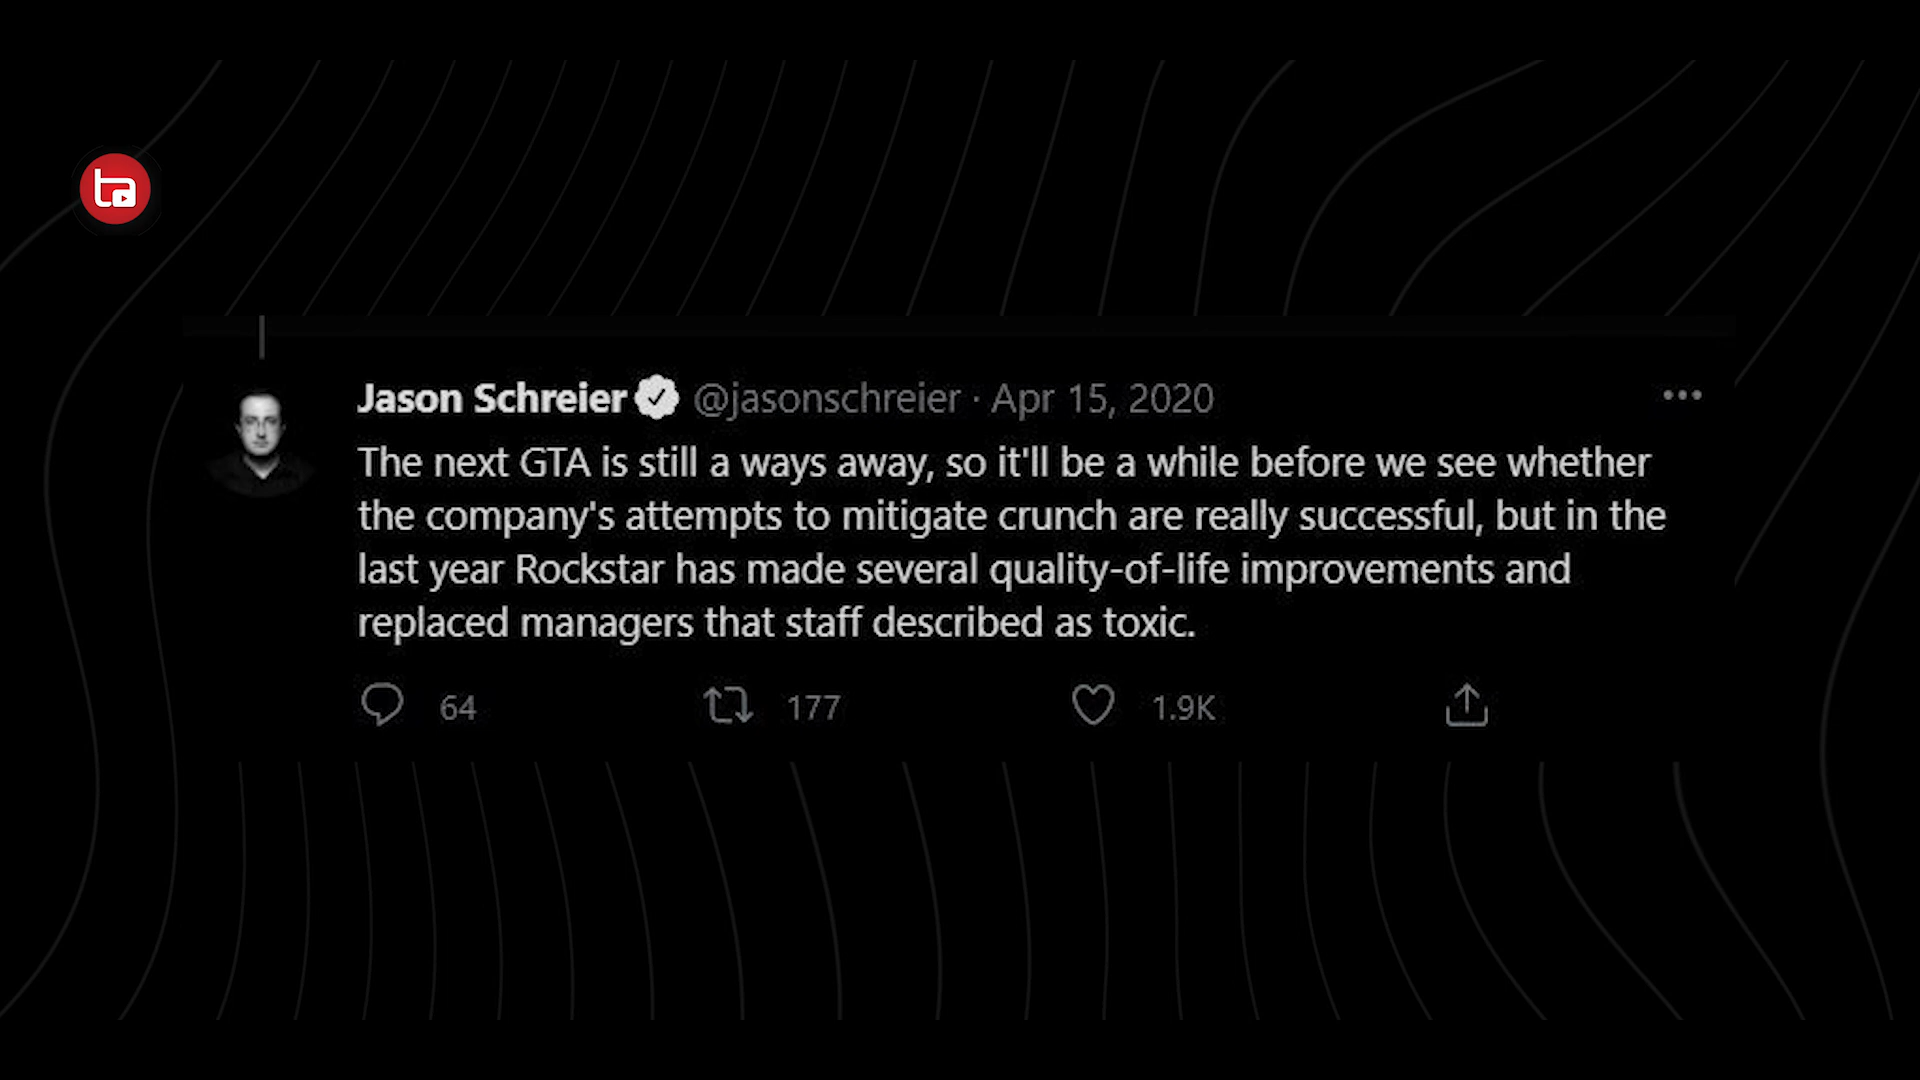 ta
Jason Schreier @jasonschreier · Apr 15, 2020
The next GTA is still a ways away, so it'll be a while before we see whether
the company's attempts to mitigate crunch are really successful, but in the
last year Rockstar has made several quality-of-life improvements and
replaced managers that staff described as toxic.
64 177 1.9K